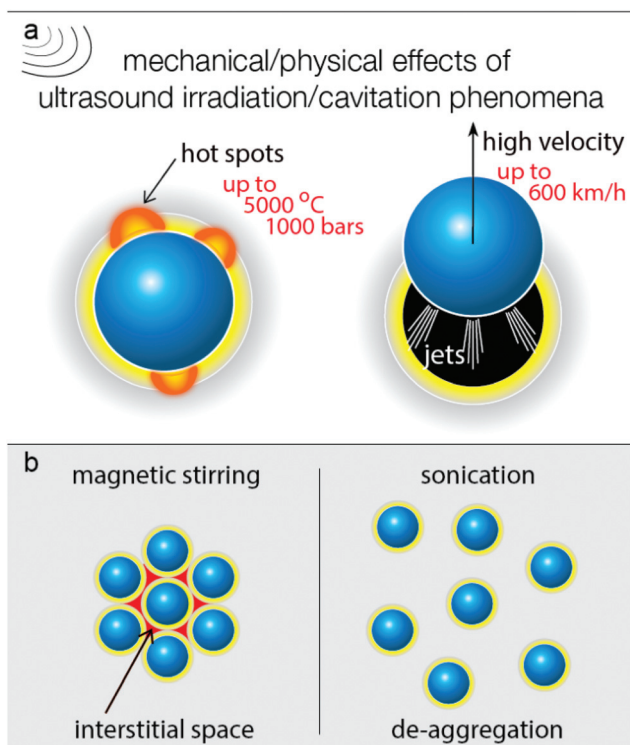 a
mechanical/physical effects of
ultrasound irradiation/cavitation phenomena
hot spots
up to
5000 °C
1000 bars
high velocity
up to
600 km/h
jets
b
magnetic stirring
interstitial space
sonication
de-aggregation